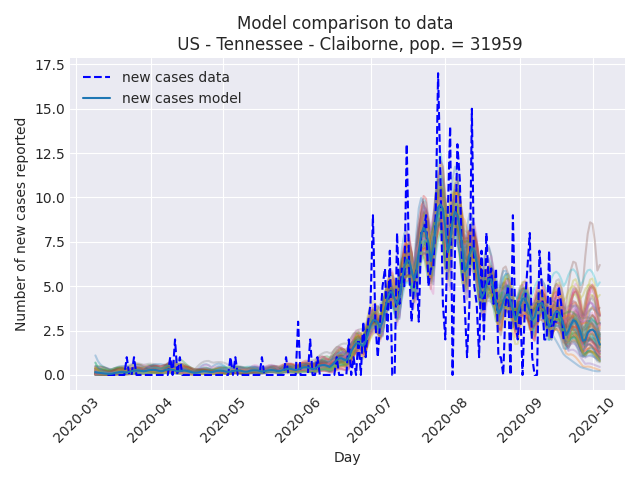 Model comparison to data
US - Tennessee - Claiborne, pop. = 31959
17.5
15.0
12.5
10.0
7.5
5.0
2.5
0.0
Number of new cases reported
new cases data
new cases model
2020-03
2020-04
2020-05
2020-06
2020-07
2020-08
2020-09
2020-10
Day